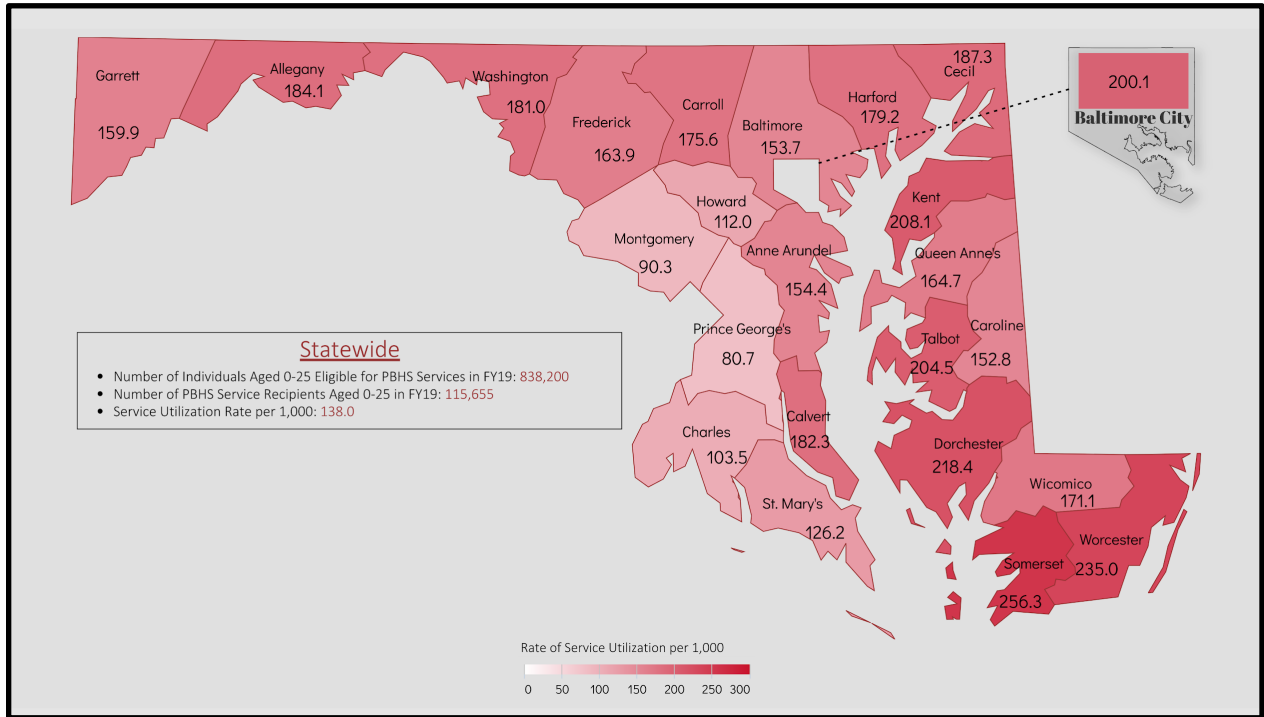 Garrett
159.9
Allegany
184.1
Washington
181.0
Frederick
163.9
Carroll
175.6
Baltimore
153.7
Harford
179.2
187.3
Cecil
200.1
Baltimore City
Howard
112.0
Montgomery
90.3
Anne Arundel
154.4
Kent
208.1
Queen Anne's
164.7
Prince George's
80.7
Talbot
204.5
Caroline
152.8
Statewide
• Number of Individuals Aged 0-25 Eligible for PBHS Services in FY19: 838,200
• Number of PBHS Service Recipients Aged 0-25 in FY19: 115,655
• Service Utilization Rate per 1,000: 138.0
Calvert
182.3
Charles
103.5
St. Mary's
126.2
Dorchester
218.4
Wicomico
171.1
Worcester
235.0
Somerset
256.3
Rate of Service Utilization per 1,000
0 50 100 150 200 250 300